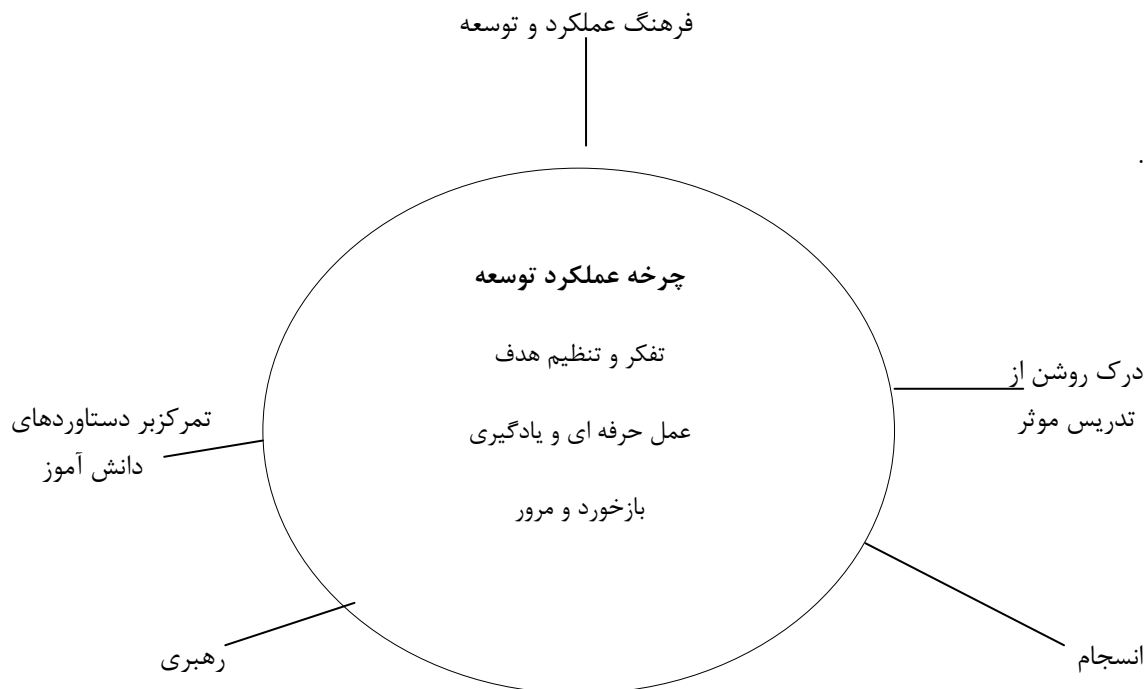 فرهنگ عملکرد و توسعه
.
چرخه عملکرد توسعه
تفکر و تنظیم هدف
عمل حرفه ای و یادگیری
بازخورد و مرور
درک روشن از
تدریس موثر
تمرکزبر دستاوردهای
دانش آموز
انسجام
رهبری